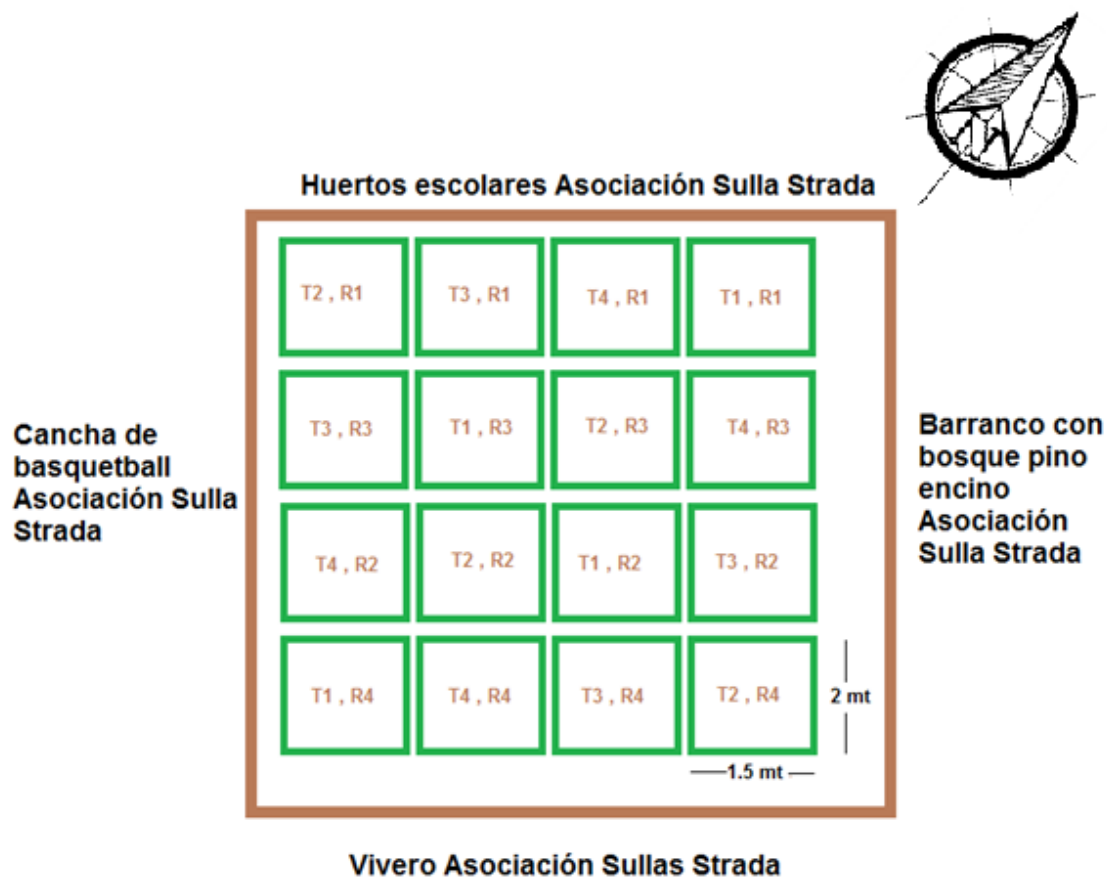 Huertos escolares Asociación Sulla Strada
T2 , R1
T3 , R1
T4 , R1
T1 , R1
Cancha de
basquetball
Asociación Sulla
Strada
T3 , R3
T1 , R3
T2 , R3
T4 , R3
Barranco con
bosque pino
encino
Asociación
Sulla Strada
T4 , R2
T2 , R2
T1 , R2
T3 , R2
T1 , R4
T4 , R4
T3 , R4
T2 , R4
2 mt
1.5 mt
Vivero Asociación Sullas Strada